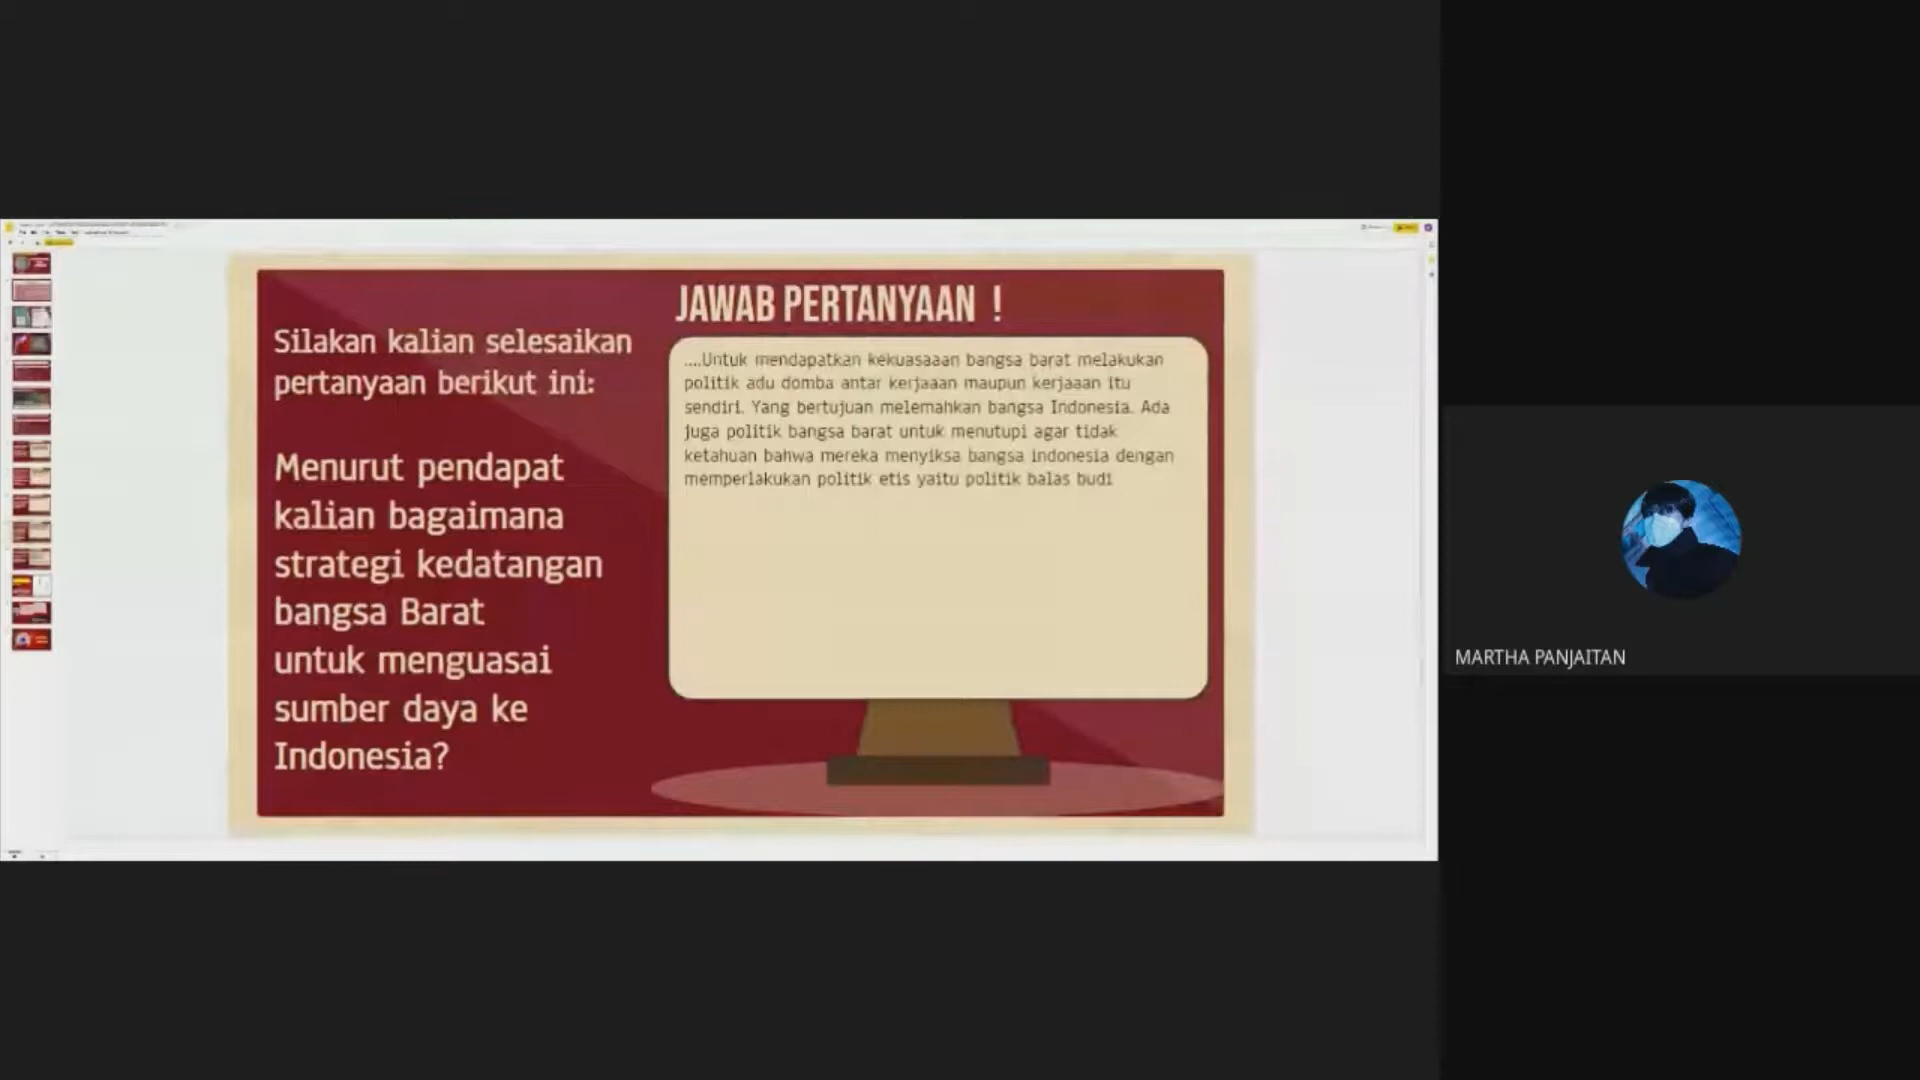 Silakan kalian selesaikan
pertanyaan berikut ini:
Menurut pendapat
kalian bagaimana
strategi kedatangan
bangsa Barat
untuk menguasai
sumber daya ke
Indonesia?
JAWAB PERTANYAAN !
....Untuk mendapatkan kekuasaaan bangsa barat melakukan
politik adu domba antar kerjaaan maupun kerjaaan itu
sendiri. Yang bertujuan melemahkan bangsa Indonesia. Ada
juga politik bangsa barat untuk menutupi agar tidak
ketahuan bahwa mereka menyiksa bangsa indonesia dengan
memperlakukan politik etis yaitu politik balas budi
MARTHA PANJAITAN